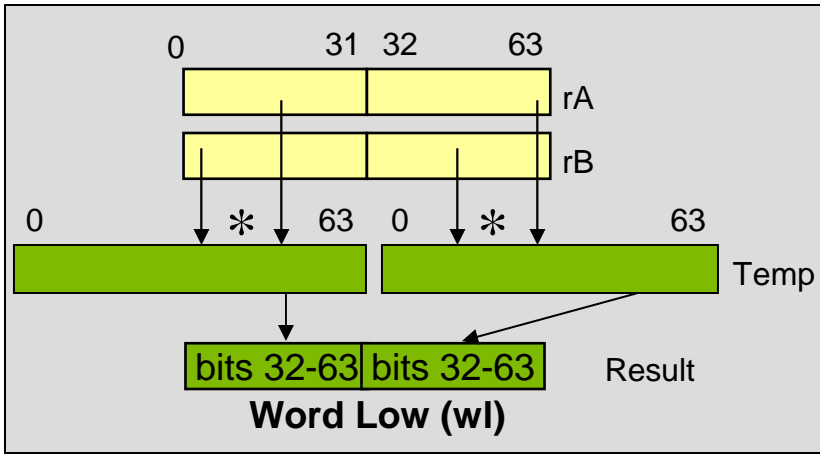 0 31 32 63
rA
rB
* *
0 63 0 63
Temp
bits 32-63 bits 32-63 Result
Word Low (wl)